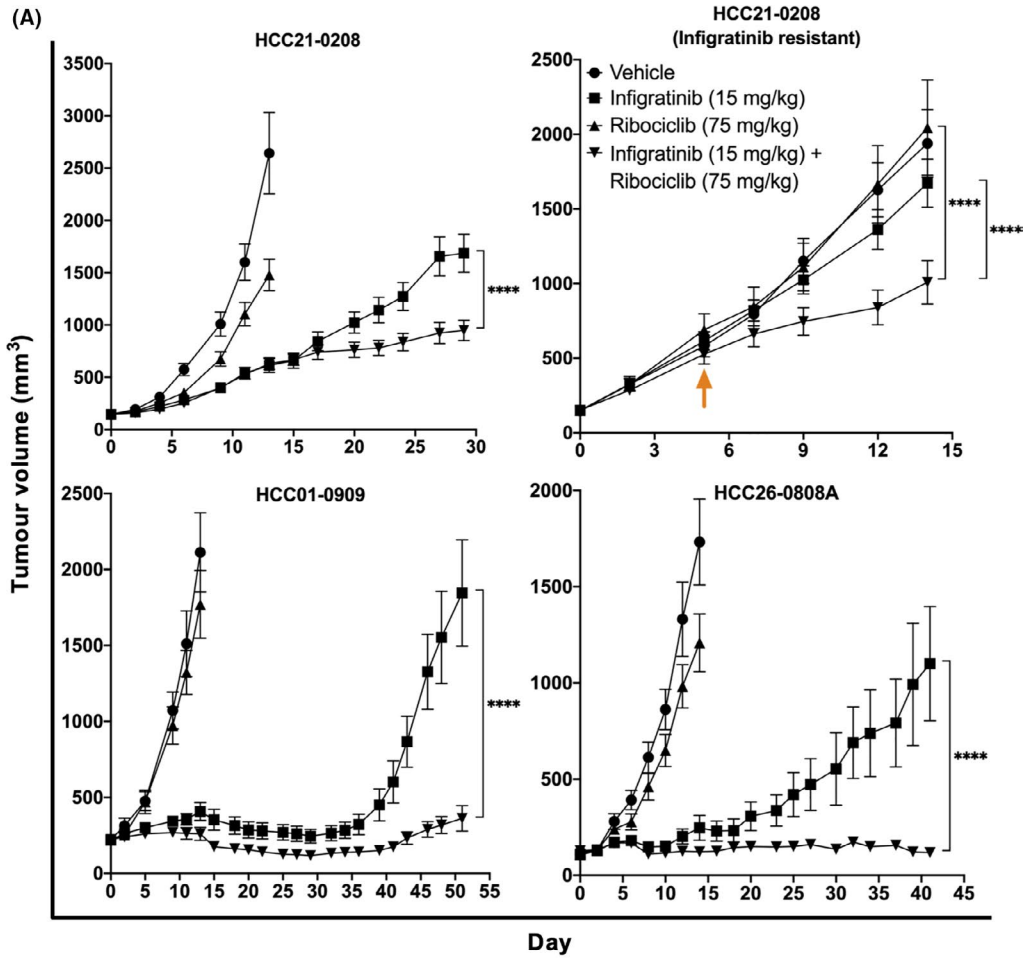 (A)
HCC21-0208
3500
3000
2500
2000
1500
1000
500
0
0 5 10 15 20 25 30
****
HCC21-0208
(Infigratinib resistant)
2500
2000
1500
1000
500
0
0 3 6 9 12 15
Vehicle
Infigratinib (15 mg/kg)
Ribociclib (75 mg/kg)
Infigratinib (15 mg/kg) +
Ribociclib (75 mg/kg)
****
****
HCC01-0909
2500
2000
1500
1000
500
0
0 5 10 15 20 25 30 35 40 45 50 55
****
HCC26-0808A
2000
1500
1000
500
0
0 5 10 15 20 25 30 35 40 45
****
Tumour volume (mm³)
Day